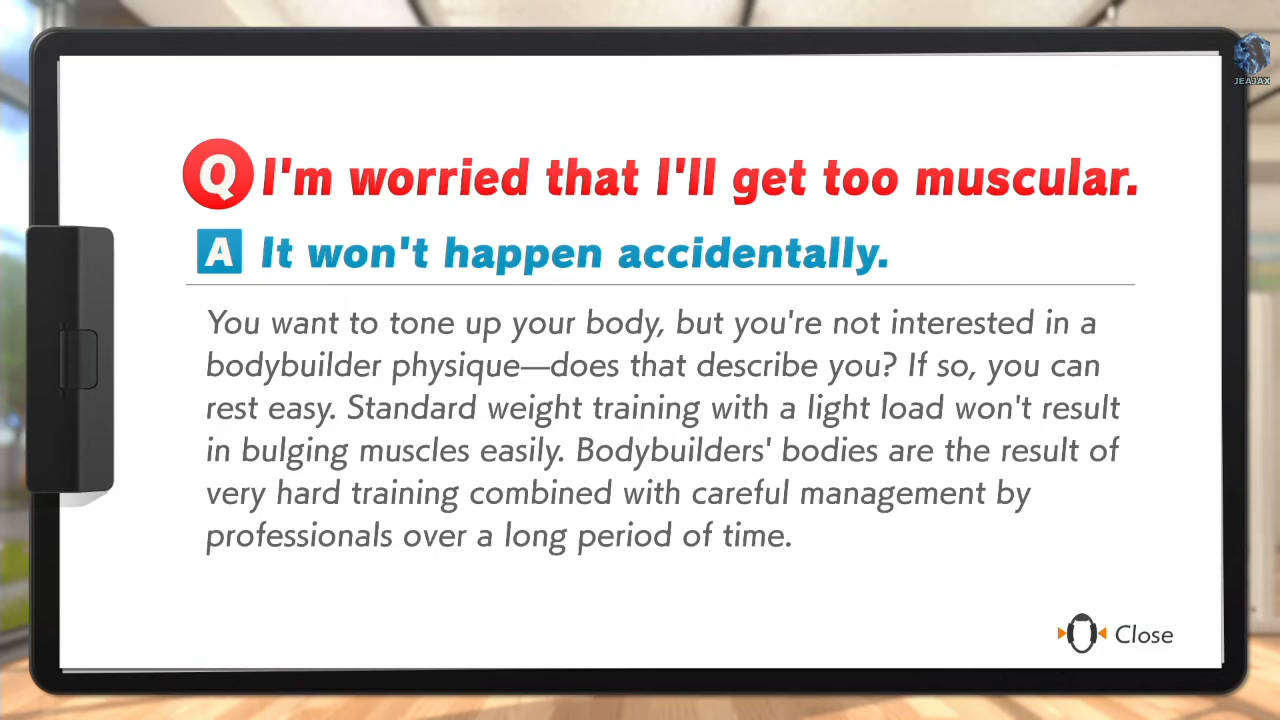 JEAJAX
Q I'm worried that I'll get too muscular.
A It won't happen accidentally.
You want to tone up your body, but you're not interested in a
bodybuilder physique—does that describe you? If so, you can
rest easy. Standard weight training with a light load won't result
in bulging muscles easily. Bodybuilders' bodies are the result of
very hard training combined with careful management by
professionals over a long period of time.
Close